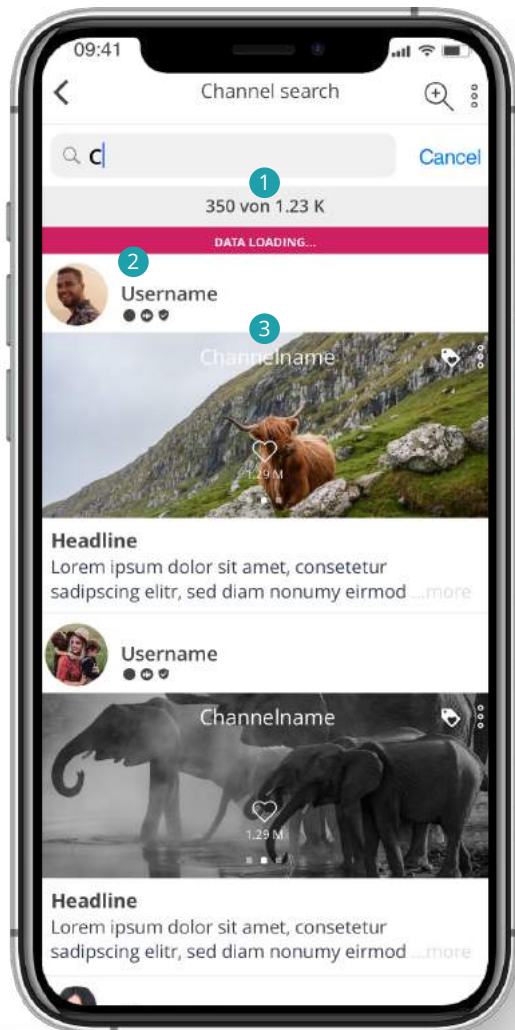 09:41
Channel search
C
Cancel
1
350 von 1.23 K
DATA LOADING...
2
Username
3
Channelname
1.29 M
Headline
Lorem ipsum dolor sit amet, consetetur
sadipscing elitr, sed diam nonumy eirmod ...more
Username
Channelname
1.29 M
Headline
Lorem ipsum dolor sit amet, consetetur
sadipscing elitr, sed diam nonumy eirmod ...more